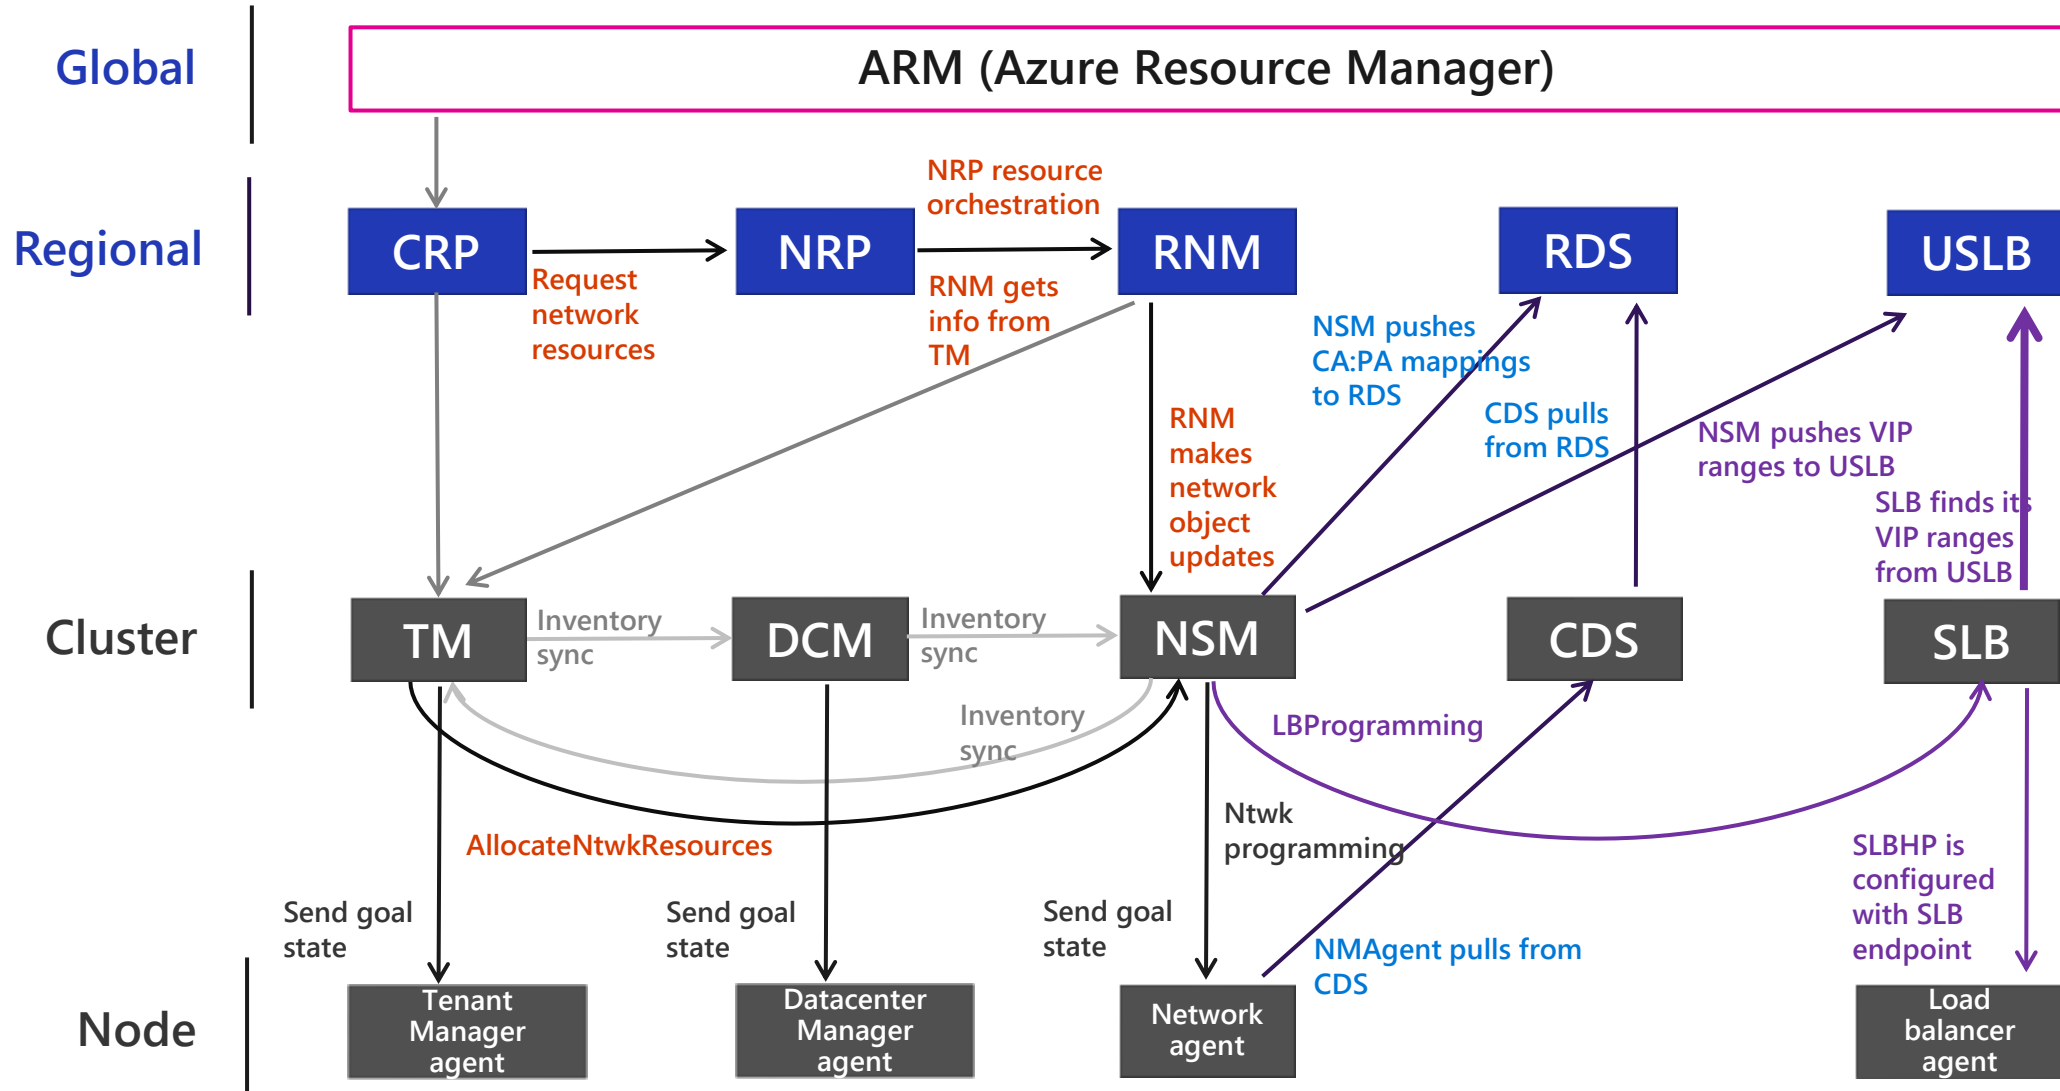 Global
ARM (Azure Resource Manager)
Regional
CRP
NRP
RNM
RDS
USLB
NRP resource
orchestration
Request
network
resources
RNM gets
info from
TM
NSM pushes
CA:PA mappings
to RDS
CDS pulls
from RDS
NSM pushes VIP
ranges to USLB
RNM
makes
network
object
updates
SLB finds its
VIP ranges
from USLB
Cluster
TM
Inventory
sync
DCM
Inventory
sync
NSM
CDS
SLB
Inventory
sync
LBProgramming
AllocateNtwkResources
Ntwk
programming
SLBHP is
configured
with SLB
endpoint
Send goal
state
Send goal
state
Send goal
state
NMAgent pulls from
CDS
Node
Tenant
Manager
agent
Datacenter
Manager
agent
Network
agent
Load
balancer
agent